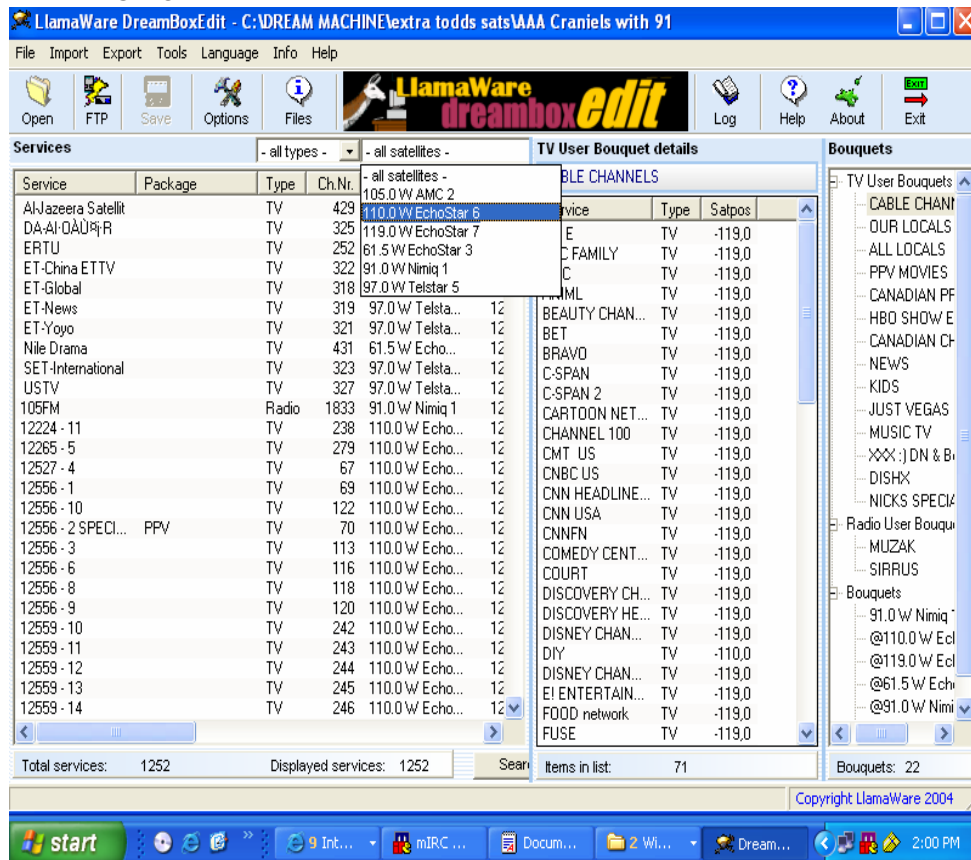 LlamaWare DreamBoxEdit - C:\DREAM MACHINE\extra todds sats\AAA Craniels with 91
File Import Export Tools Language Info Help
LlamaWare
dreambox edit
Open FTP Save Options Files Log Help About Exit
Services - all types - - all satellites - TV User Bouquet details Bouquets
Service Package Type Ch.Nr.
Al-Jazeera Satellit TV 429
DA-AI·OÀÙ TV 325
ERTU TV 252
ET-China ETTV TV 322
ET-Global TV 318
ET-News TV 319 97.0 W Telsta... 12
ET-Yoyo TV 321 97.0 W Telsta... 12
Nile Drama TV 431 61.5 W Echo... 12
SET-International TV 323 97.0 W Telsta... 12
USTV TV 327 97.0 W Telsta... 12
105FM Radio 1833 91.0 W Nimiq 1 12
12224 - 11 TV 238 110.0 W Echo... 12
12265 - 5 TV 279 110.0 W Echo... 12
12527 - 4 TV 67 110.0 W Echo... 12
12556 - 1 TV 69 110.0 W Echo... 12
12556 - 10 TV 122 110.0 W Echo... 12
12556 - 2 SPECI... PPV TV 70 110.0 W Echo... 12
12556 - 3 TV 113 110.0 W Echo... 12
12556 - 6 TV 116 110.0 W Echo... 12
12556 - 8 TV 118 110.0 W Echo... 12
12556 - 9 TV 120 110.0 W Echo... 12
12559 - 10 TV 242 110.0 W Echo... 12
12559 - 11 TV 243 110.0 W Echo... 12
12559 - 12 TV 244 110.0 W Echo... 12
12559 - 13 TV 245 110.0 W Echo... 12
12559 - 14 TV 246 110.0 W Echo... 12
- all satellites -
105.0 W AMC 2
110.0 W EchoStar 6
119.0 W EchoStar 7
61.5 W EchoStar 3
91.0 W Nimiq 1
97.0 W Telstar 5
BLE CHANNELS
rvice Type Satpos
E TV -119,0
C FAMILY TV -119,0
C TV -119,0
ANIML TV -119,0
BEAUTY CHAN... TV -119,0
BET TV -119,0
BRAVO TV -119,0
C-SPAN TV -119,0
C-SPAN 2 TV -119,0
CARTOON NET... TV -119,0
CHANNEL 100 TV -119,0
CMT US TV -119,0
CNBC US TV -119,0
CNN HEADLINE... TV -119,0
CNN USA TV -119,0
CNNFN TV -119,0
COMEDY CENT... TV -119,0
COURT TV -119,0
DISCOVERY CH... TV -119,0
DISCOVERY HE... TV -119,0
DISNEY CHAN... TV -119,0
DIY TV -110,0
DISNEY CHAN... TV -119,0
E! ENTERTAIN... TV -119,0
FOOD network TV -119,0
FUSE TV -119,0
TV User Bouquets
CABLE CHANN
OUR LOCALS
ALL LOCALS
PPV MOVIES
CANADIAN PF
HBO SHOW E
CANADIAN CH
NEWS
KIDS
JUST VEGAS
MUSIC TV
XXX :) DN & B
DISHX
NICKS SPECIA
Radio User Bouqu
MUZAK
SIRRUS
Bouquets
91.0 W Nimiq
@110.0 W Ecl
@119.0 W Ecl
@61.5 W Ech
@91.0 W Nimi
Total services: 1252 Displayed services: 1252 Sear Items in list: 71 Bouquets: 22
Copyright LlamaWare 2004
start 9 Int... mIRC ... Docum... 2 Wi... Dream... 2:00 PM